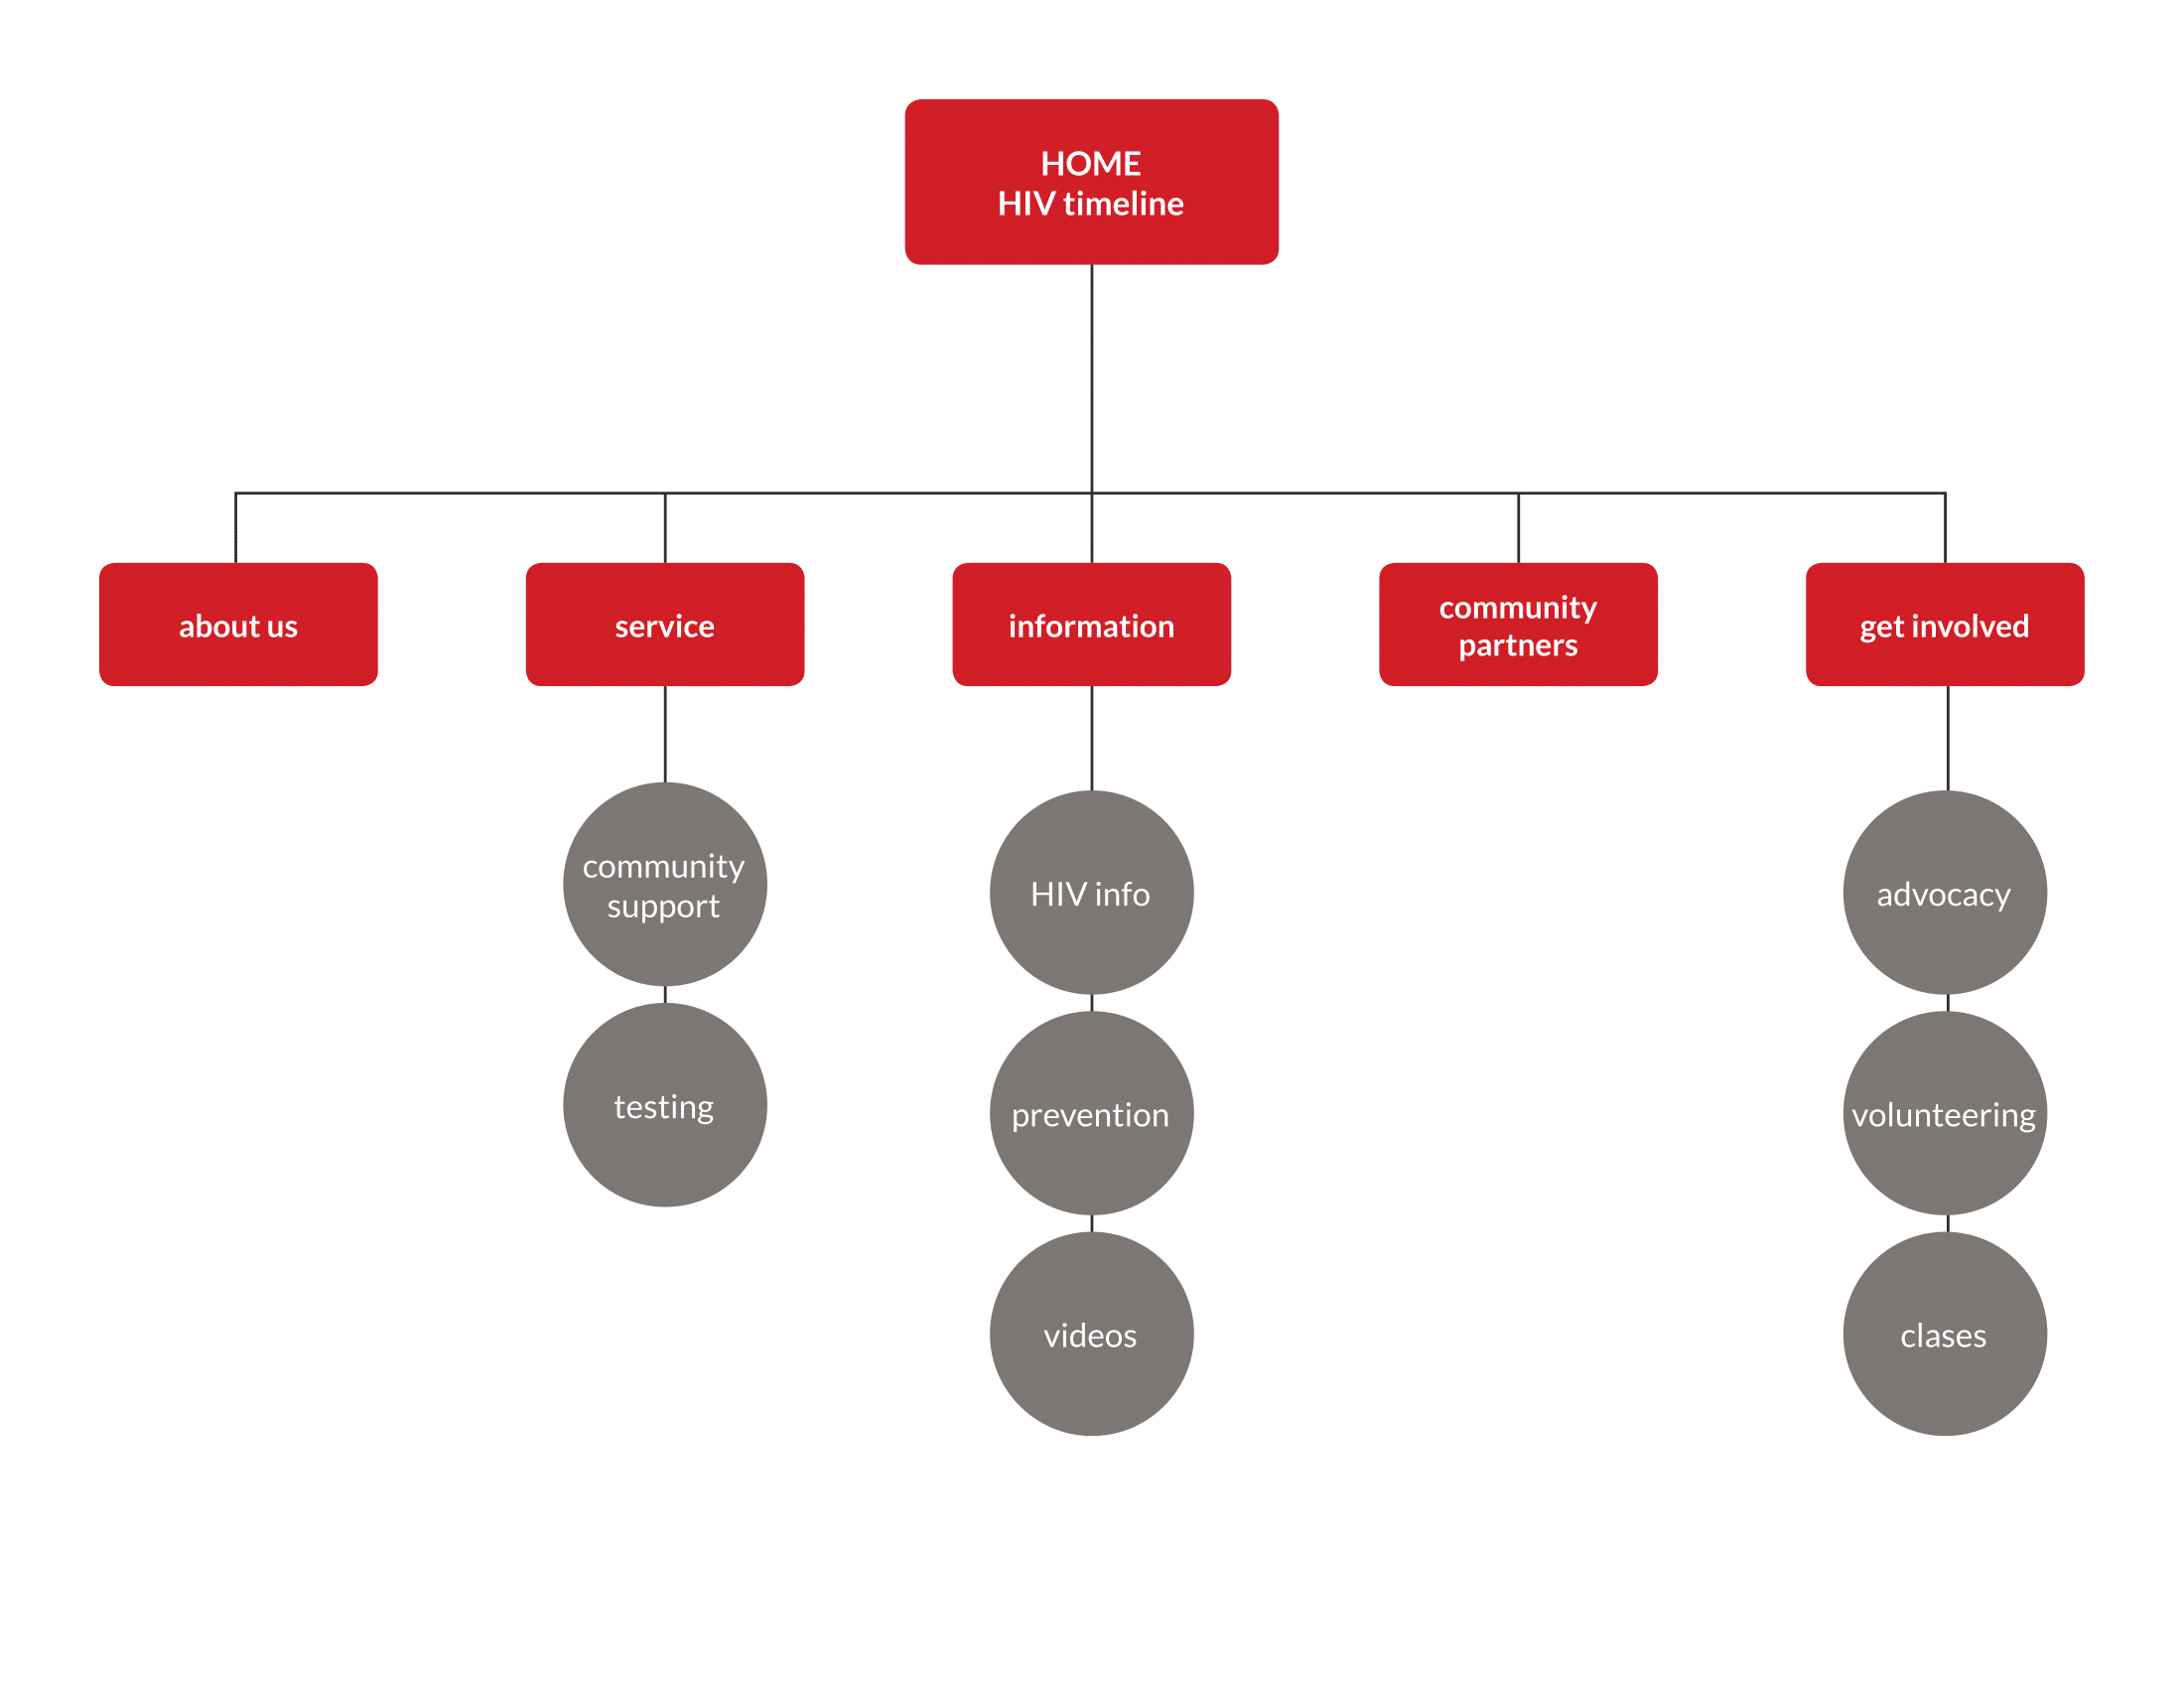 HOME
HIV timeline
about us
service
information
community
partners
get involved
community
support
HIV info
advocacy
testing
prevention
volunteering
videos
clases